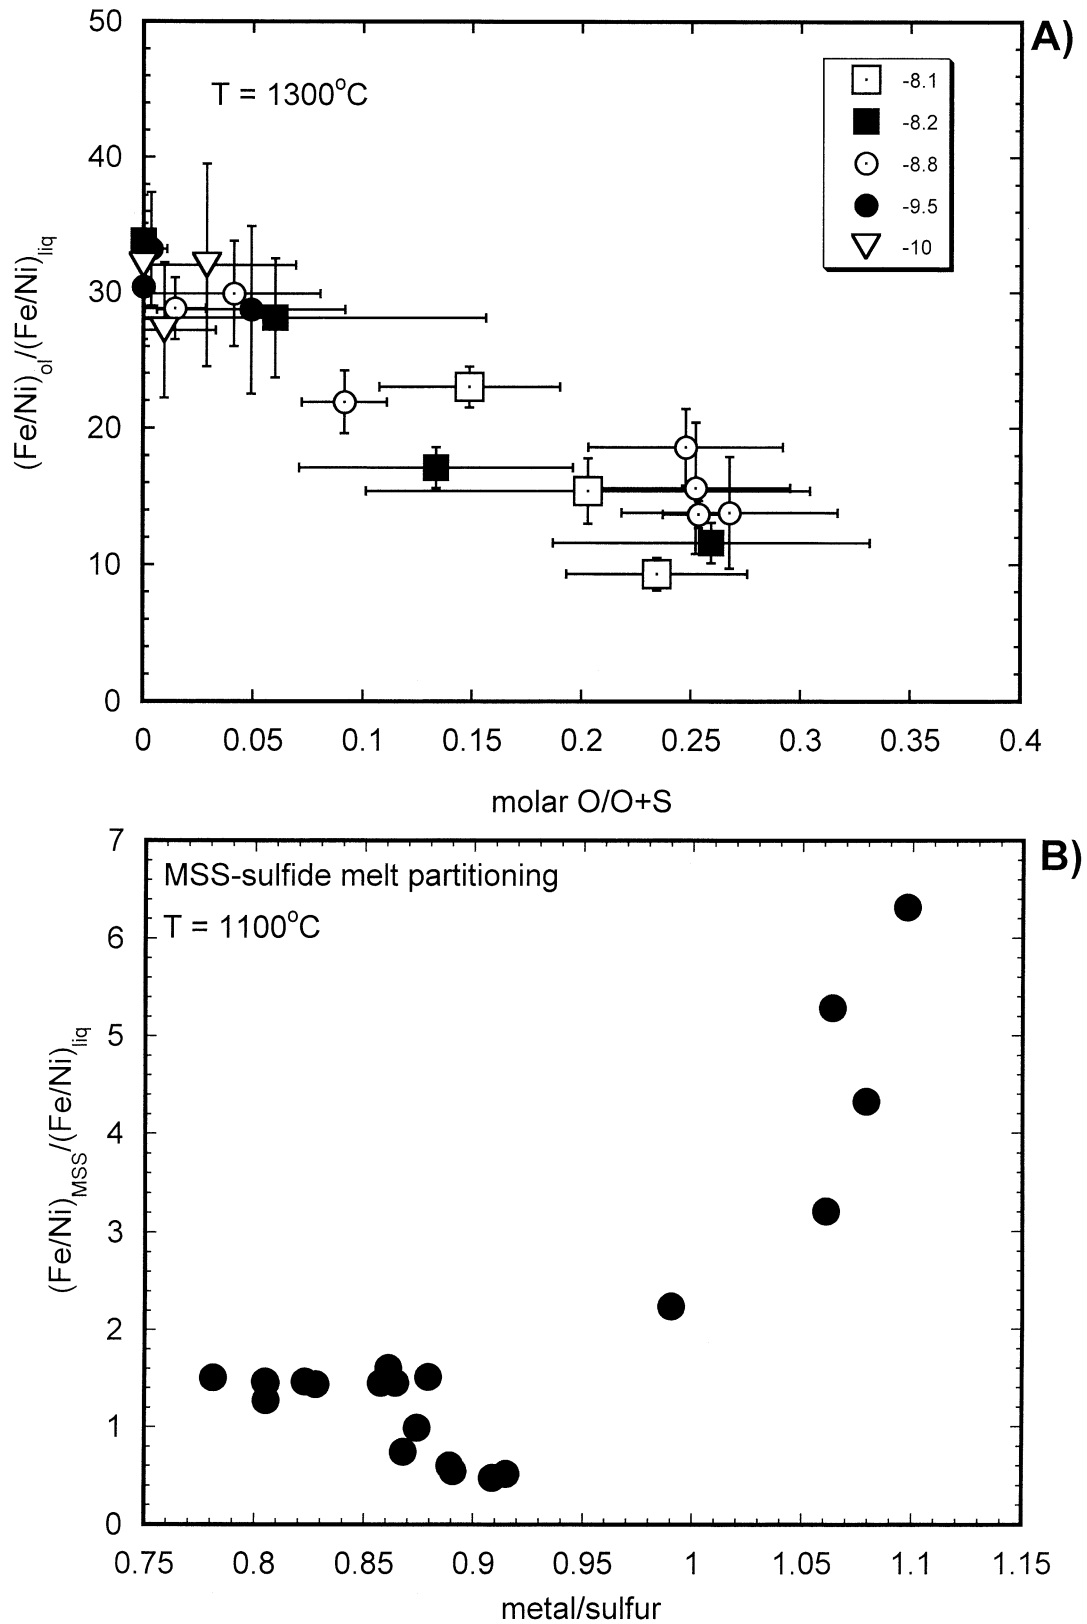 A)
50
40
30
20
10
0
(Fe/Ni)ol/(Fe/Ni)liq
T = 1300°C
-8.1
-8.2
-8.8
-9.5
-10
0 0.05 0.1 0.15 0.2 0.25 0.3 0.35 0.4
molar O/O+S
B)
7
6
5
4
3
2
1
0
(Fe/Ni)MSS/(Fe/Ni)liq
MSS-sulfide melt partitioning
T = 1100°C
0.75 0.8 0.85 0.9 0.95 1 1.05 1.1 1.15
metal/sulfur